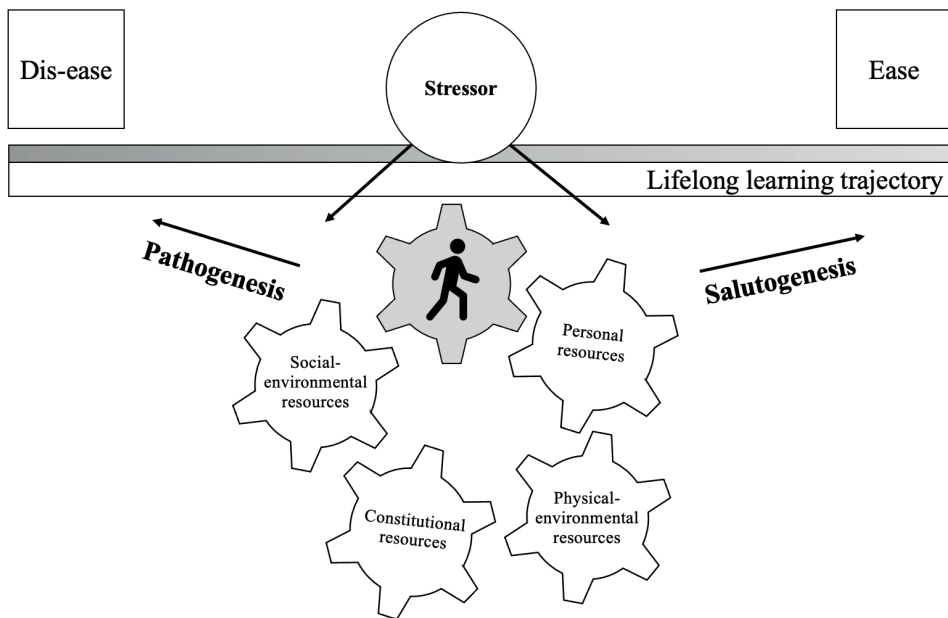 Dis-ease
Stressor
Ease
Lifelong learning trajectory
Pathogenesis
Salutogenesis
Personal
resources
Social-
environmental
resources
Constitutional
resources
Physical-
environmental
resources